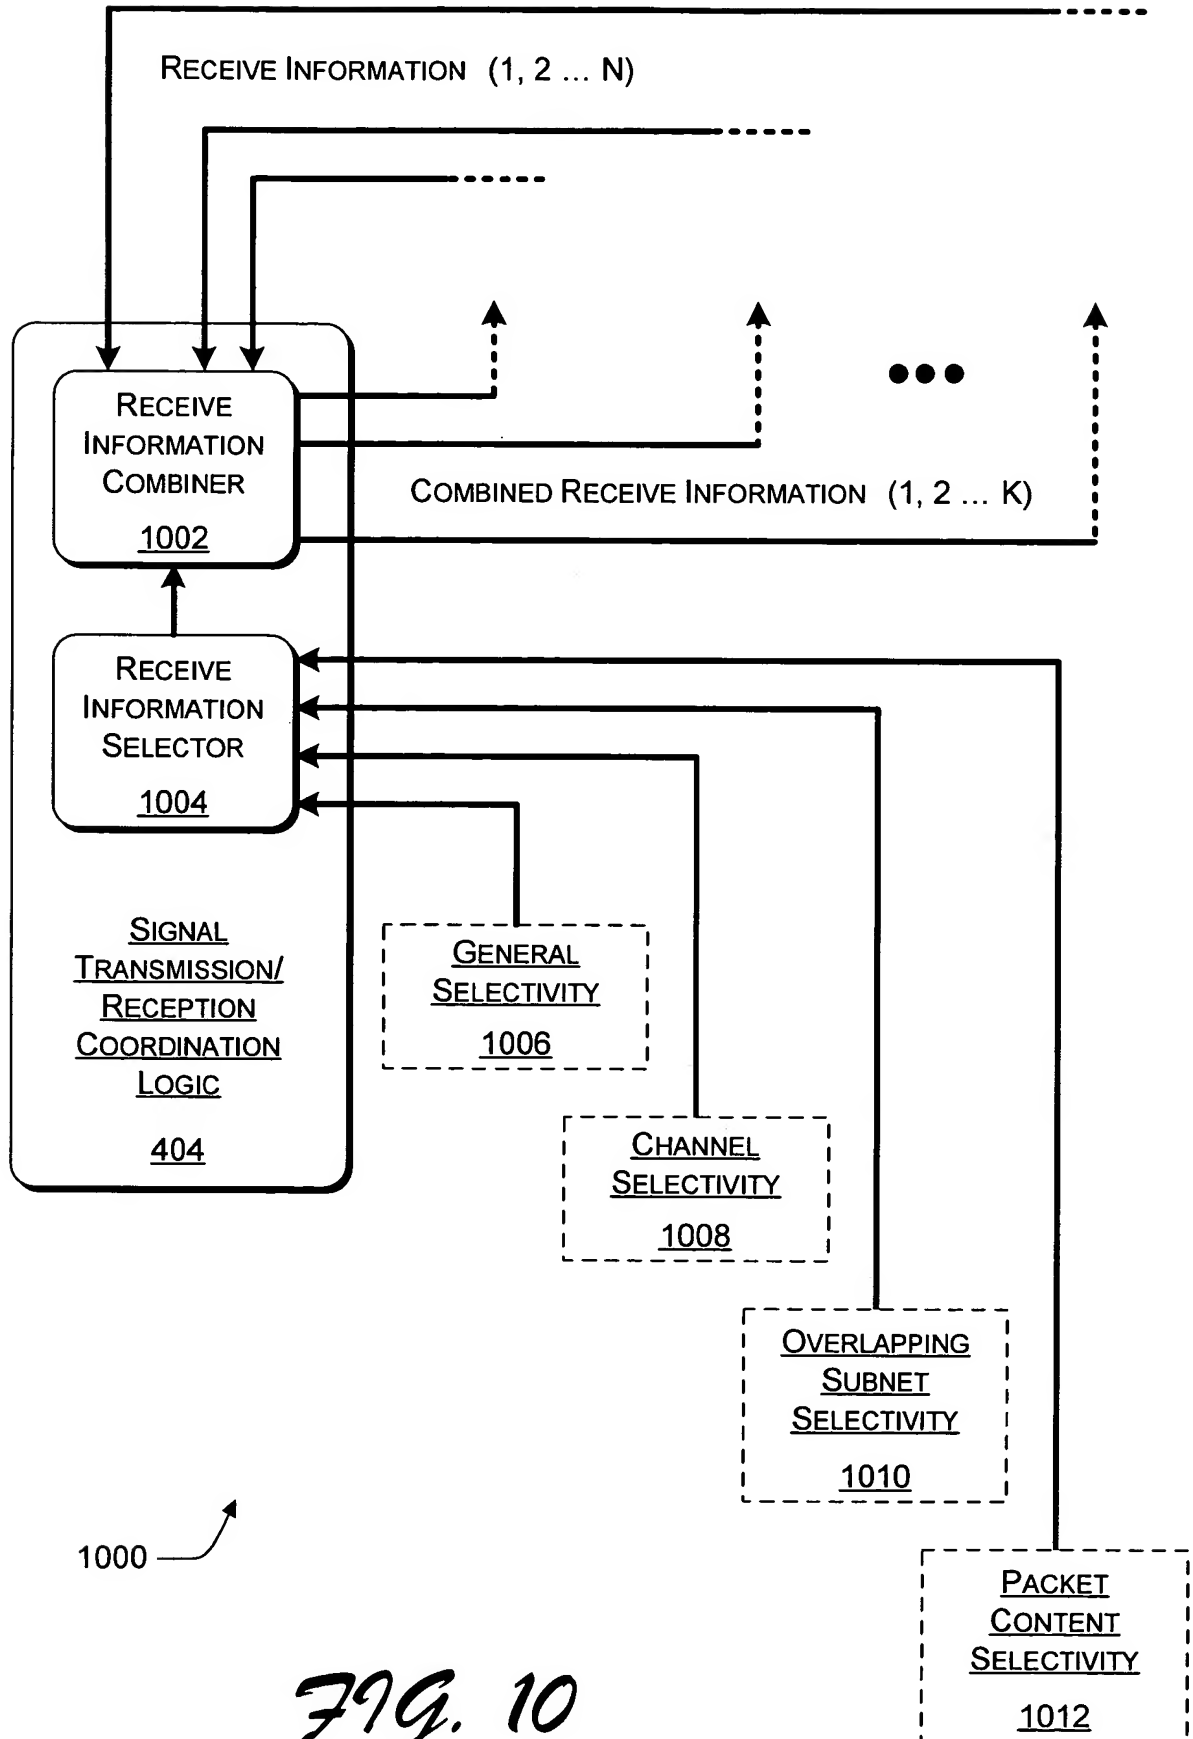 RECEIVE INFORMATION (1, 2 ... N)
RECEIVE
INFORMATION
COMBINER
1002
COMBINED RECEIVE INFORMATION (1, 2 ... K)
RECEIVE
INFORMATION
SELECTOR
1004
SIGNAL
TRANSMISSION/
RECEPTION
COORDINATION
LOGIC
404
GENERAL
SELECTIVITY
1006
CHANNEL
SELECTIVITY
1008
OVERLAPPING
SUBNET
SELECTIVITY
1010
1000
PACKET
CONTENT
SELECTIVITY
1012
FIG. 10